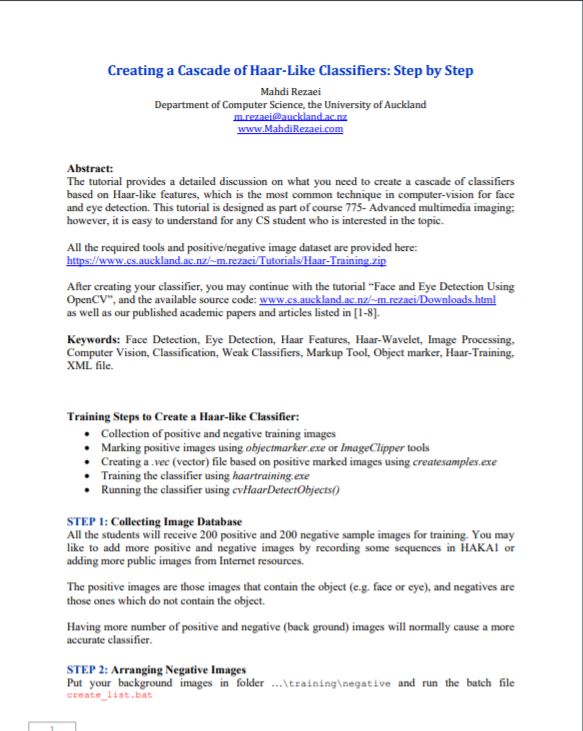 Creating a Cascade of Haar-Like Classifiers: Step by Step
Mahdi Rezaei
Department of Computer Science, the University of Auckland
m.rezaei@auckland.ac.nz
www.MahdiRezaei.com
Abstract:
The tutorial provides a detailed discussion on what you need to create a cascade of classifiers
based on Haar-like features, which is the most common technique in computer-vision for face
and eye detection. This tutorial is designed as part of course 775- Advanced multimedia imaging;
however, it is easy to understand for any CS student who is interested in the topic.
All the required tools and positive/negative image dataset are provided here:
https://www.cs.auckland.ac.nz/~m.rezaei/Tutorials/Haar-Training.zip
After creating your classifier, you may continue with the tutorial “Face and Eye Detection Using
OpenCV”, and the available source code: www.cs.auckland.ac.nz/~m.rezaei/Downloads.html
as well as our published academic papers and articles listed in [1-8].
Keywords: Face Detection, Eye Detection, Haar Features, Haar-Wavelet, Image Processing,
Computer Vision, Classification, Weak Classifiers, Markup Tool, Object marker, Haar-Training,
XML file.
Training Steps to Create a Haar-like Classifier:
• Collection of positive and negative training images
• Marking positive images using objectmarker.exe or ImageClipper tools
• Creating a .vec (vector) file based on positive marked images using createsamples.exe
• Training the classifier using haartraining.exe
• Running the classifier using cvHaarDetectObjects()
STEP 1: Collecting Image Database
All the students will receive 200 positive and 200 negative sample images for training. You may
like to add more positive and negative images by recording some sequences in HAKA1 or
adding more public images from Internet resources.
The positive images are those images that contain the object (e.g. face or eye), and negatives are
those ones which do not contain the object.
Having more number of positive and negative (back ground) images will normally cause a more
accurate classifier.
STEP 2: Arranging Negative Images
Put your background images in folder …\training\negative and run the batch file
create_list.bat
1